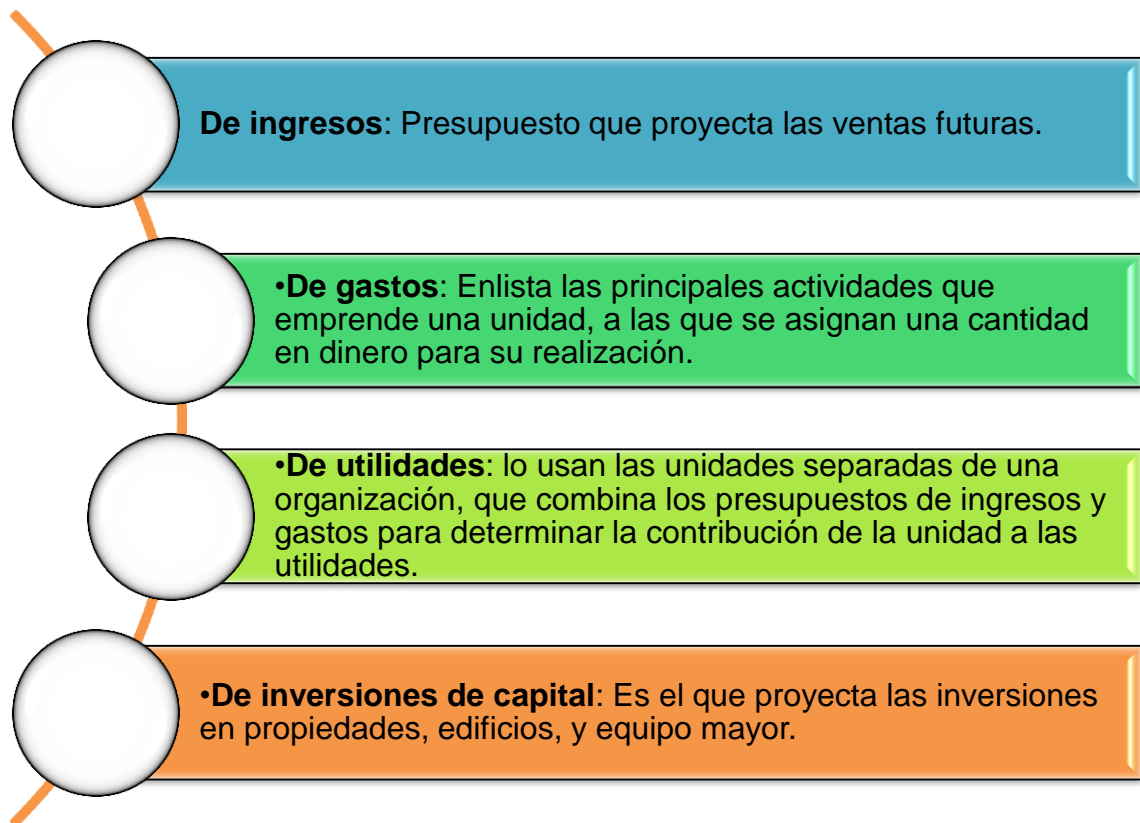 De ingresos: Presupuesto que proyecta las ventas futuras.
•De gastos: Enlista las principales actividades que
emprende una unidad, a las que se asignan una cantidad
en dinero para su realización.
•De utilidades: lo usan las unidades separadas de una
organización, que combina los presupuestos de ingresos y
gastos para determinar la contribución de la unidad a las
utilidades.
•De inversiones de capital: Es el que proyecta las inversiones
en propiedades, edificios, y equipo mayor.